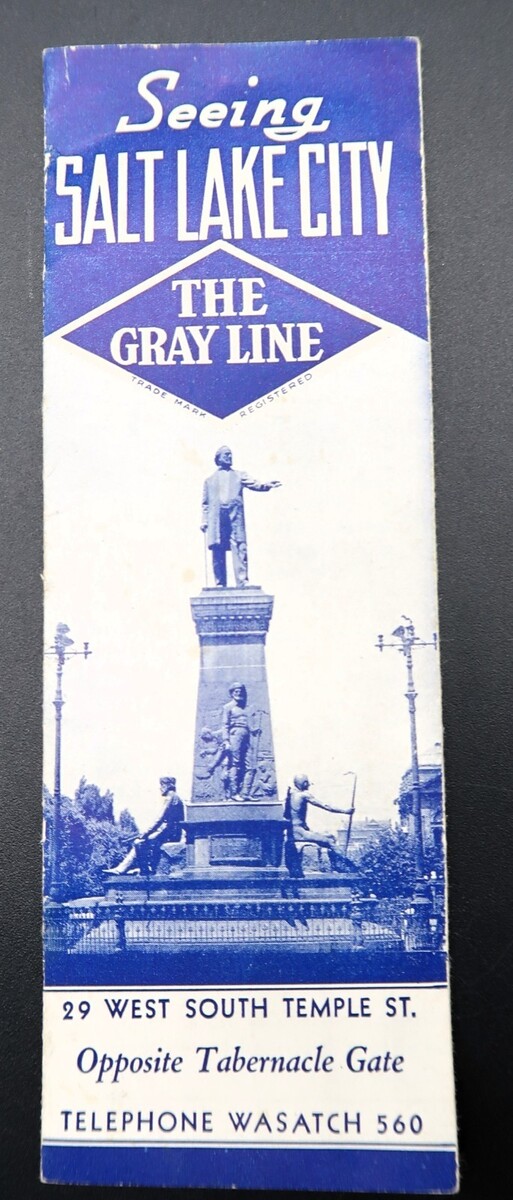 Seeing
SALT LAKE CITY
THE
GRAY LINE
TRADE MARK REGISTERED
29 WEST SOUTH TEMPLE ST.
Opposite Tabernacle Gate
TELEPHONE WASATCH 560